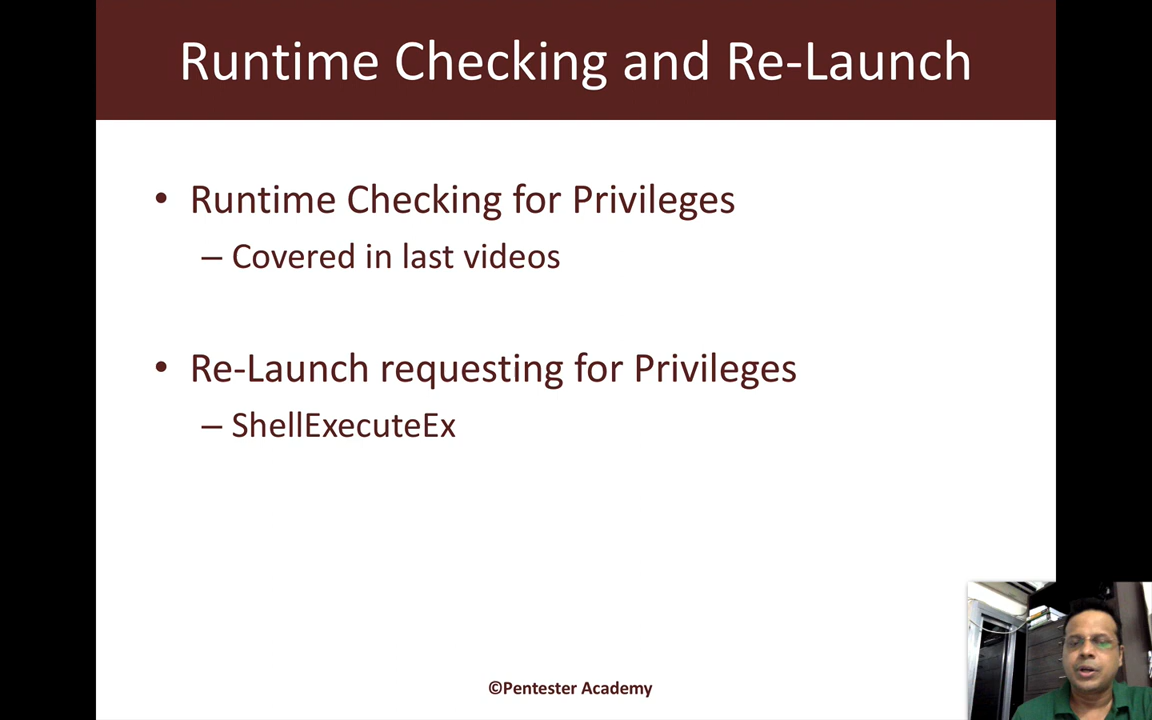 Runtime Checking and Re-Launch
• Runtime Checking for Privileges
– Covered in last videos
• Re-Launch requesting for Privileges
– ShellExecuteEx
©Pentester Academy